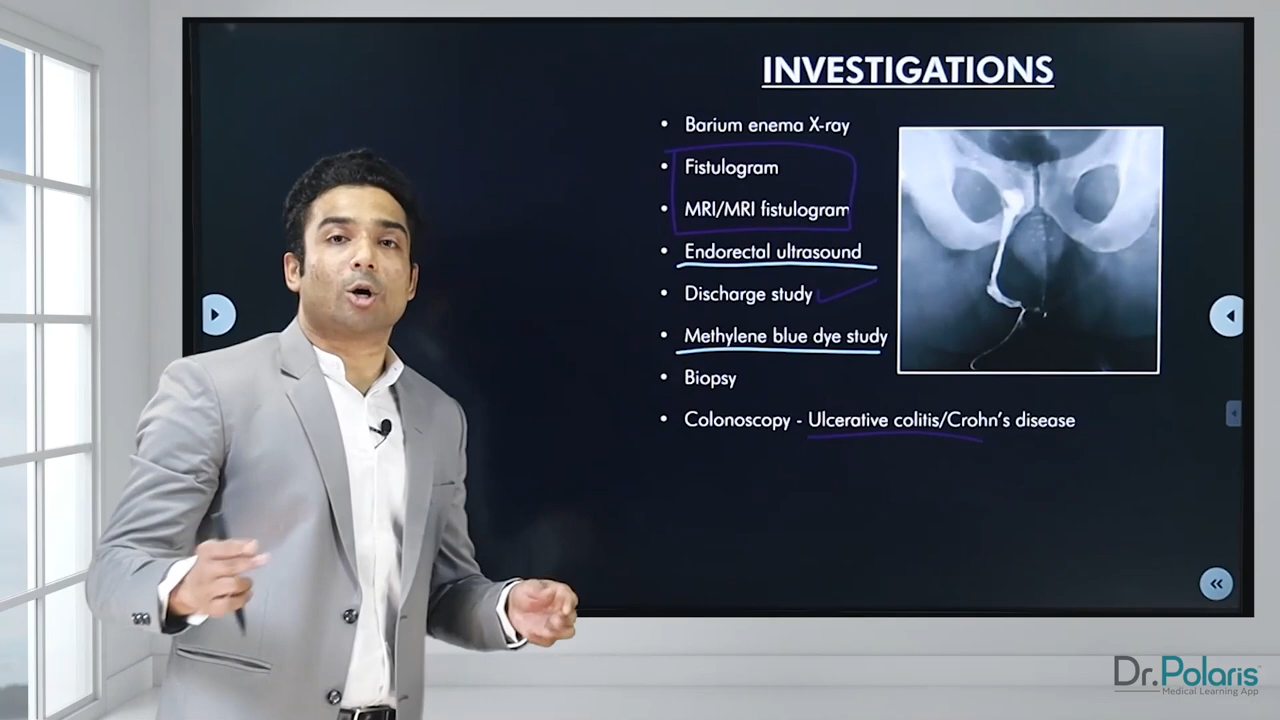 INVESTIGATIONS
• Barium enema X-ray
• Fistulogram
• MRI/MRI fistulogram
• Endorectal ultrasound
• Discharge study
• Methylene blue dye study
• Biopsy
• Colonoscopy - Ulcerative colitis/Crohn's disease
Dr.Polaris
Medical Learning App